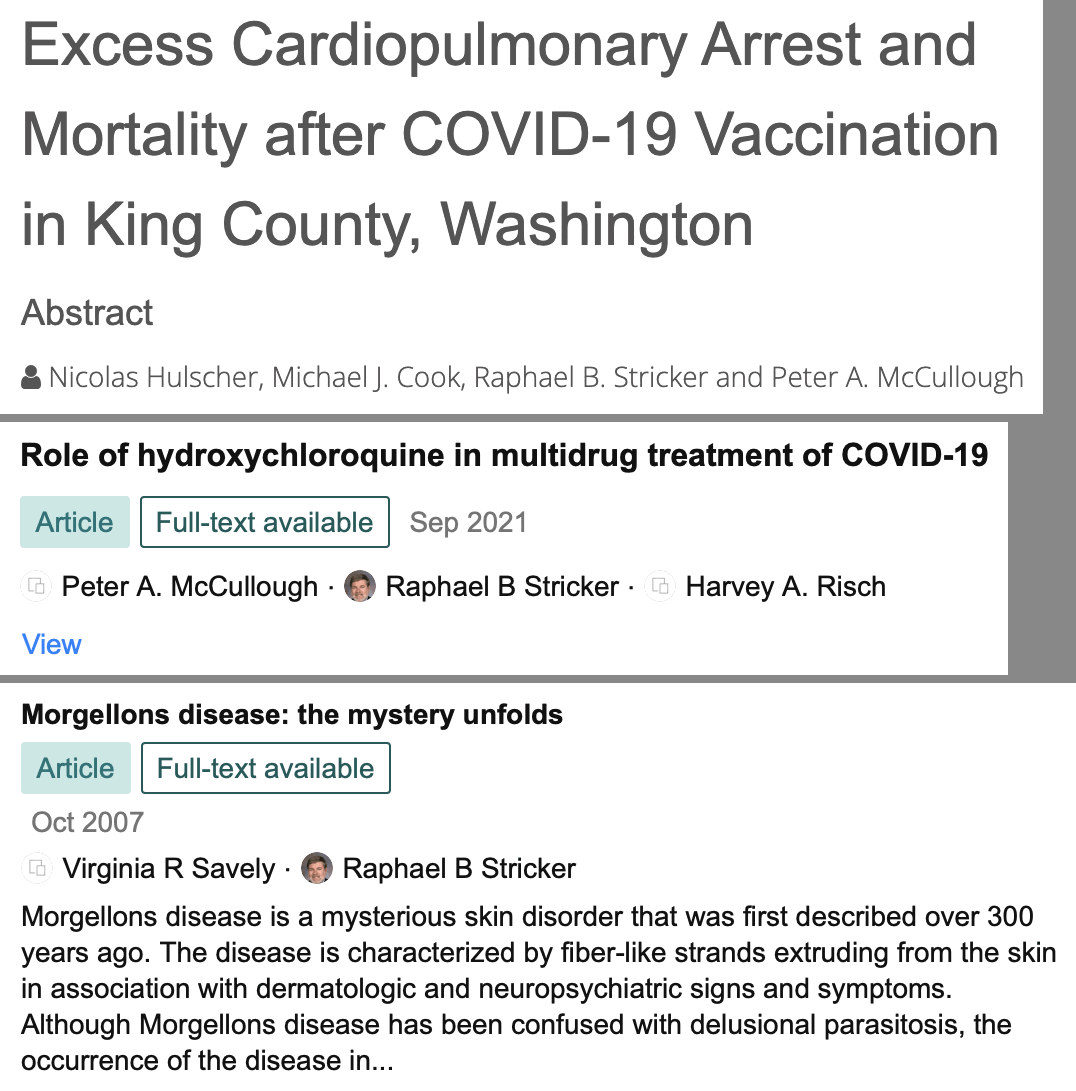 Excess Cardiopulmonary Arrest and
Mortality after COVID-19 Vaccination
in King County, Washington
Abstract
Nicolas Hulscher, Michael J. Cook, Raphael B. Stricker and Peter A. McCullough
Role of hydroxychloroquine in multidrug treatment of COVID-19
Article Full-text available Sep 2021
Peter A. McCullough · Raphael B Stricker · Harvey A. Risch
View
Morgellons disease: the mystery unfolds
Article Full-text available
Oct 2007
Virginia R Savely · Raphael B Stricker
Morgellons disease is a mysterious skin disorder that was first described over 300
years ago. The disease is characterized by fiber-like strands extruding from the skin
in association with dermatologic and neuropsychiatric signs and symptoms.
Although Morgellons disease has been confused with delusional parasitosis, the
occurrence of the disease in...